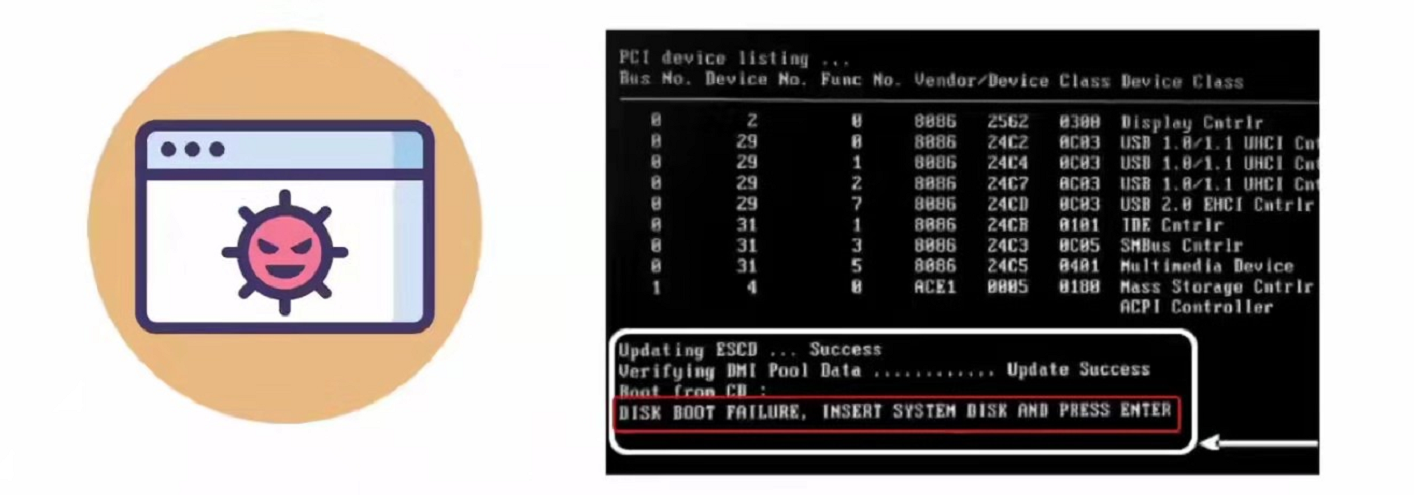 PCI device listing ...
Bus No. Device No. Func No. Vendor/Device Class Device Class
0 2 0 8086 2562 0300 Display Cntrlr
0 29 0 8086 24C2 0C03 USB 1.0/1.1 UHCI Cnt
0 29 1 8086 24C4 0C03 USB 1.0/1.1 UHCI Cnt
0 29 2 8086 24C7 0C03 USB 1.0/1.1 UHCI Cnt
0 29 7 8086 24CD 0C03 USB 2.0 EHCI Cntrlr
0 31 1 8086 24CB 0101 IDE Cntrlr
0 31 3 8086 24C3 0C05 SMBus Cntrlr
0 31 5 8086 24C5 0401 Multimedia Device
1 4 0 ACE1 0005 0180 Mass Storage Cntrlr
ACPI Controller
Updating ESCD ... Success
Verifying DMI Pool Data ............ Update Success
Boot from CD :
DISK BOOT FAILURE, INSERT SYSTEM DISK AND PRESS ENTER